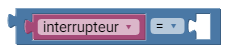 interrupteur =